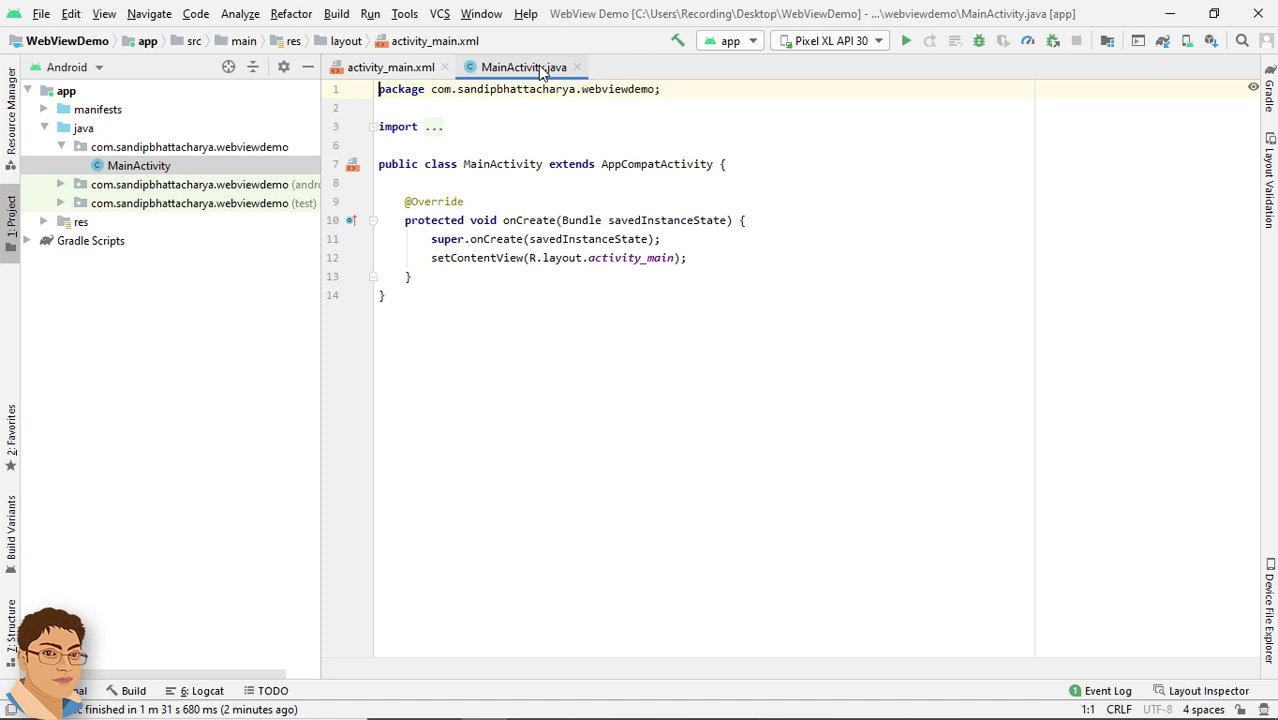 File Edit View Navigate Code Analyze Refactor Build Run Tools VCS Window Help WebView Demo [C:\Users\Recording\Desktop\WebViewDemo] - ...\webviewdemo\MainActivity.java [app]
WebViewDemo app src main res layout activity_main.xml app Pixel XL API 30
Android activity_main.xml MainActivity.java
app
manifests
java
com.sandipbhattacharya.webviewdemo
MainActivity
com.sandipbhattacharya.webviewdemo (andro
com.sandipbhattacharya.webviewdemo (test)
res
Gradle Scripts
1 package com.sandipbhattacharya.webviewdemo;
2
3 import ...
6
7 public class MainActivity extends AppCompatActivity {
8
9 @Override
10 protected void onCreate(Bundle savedInstanceState) {
11 super.onCreate(savedInstanceState);
12 setContentView(R.layout.activity_main);
13 }
14 }
Resource Manager
1: Project
2: Favorites
Build Variants
7: Structure
Gradle
Layout Validation
Device File Explorer
Build 6: Logcat TODO Event Log Layout Inspector
finished in 1 m 31 s 680 ms (2 minutes ago) 1:1 CRLF UTF-8 4 spaces